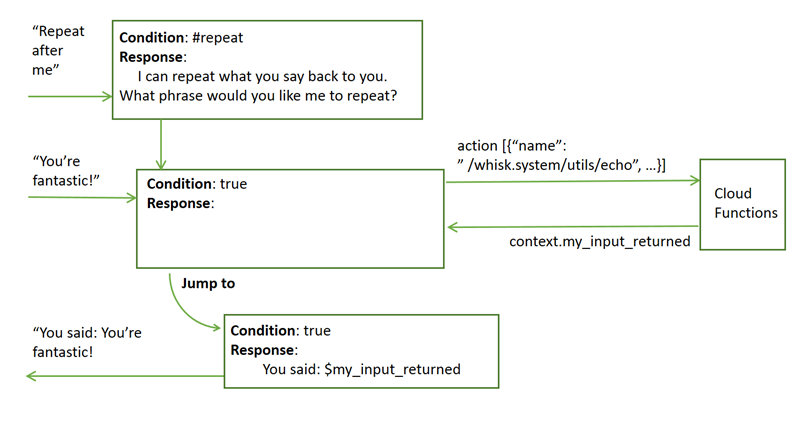 “Repeat
after
me”
Condition: #repeat
Response:
I can repeat what you say back to you.
What phrase would you like me to repeat?
“You’re
fantastic!”
Condition: true
Response:
action [{“name”:
” /whisk.system/utils/echo”, …}]
Cloud
Functions
context.my_input_returned
Jump to
“You said: You’re
fantastic!
Condition: true
Response:
You said: $my_input_returned